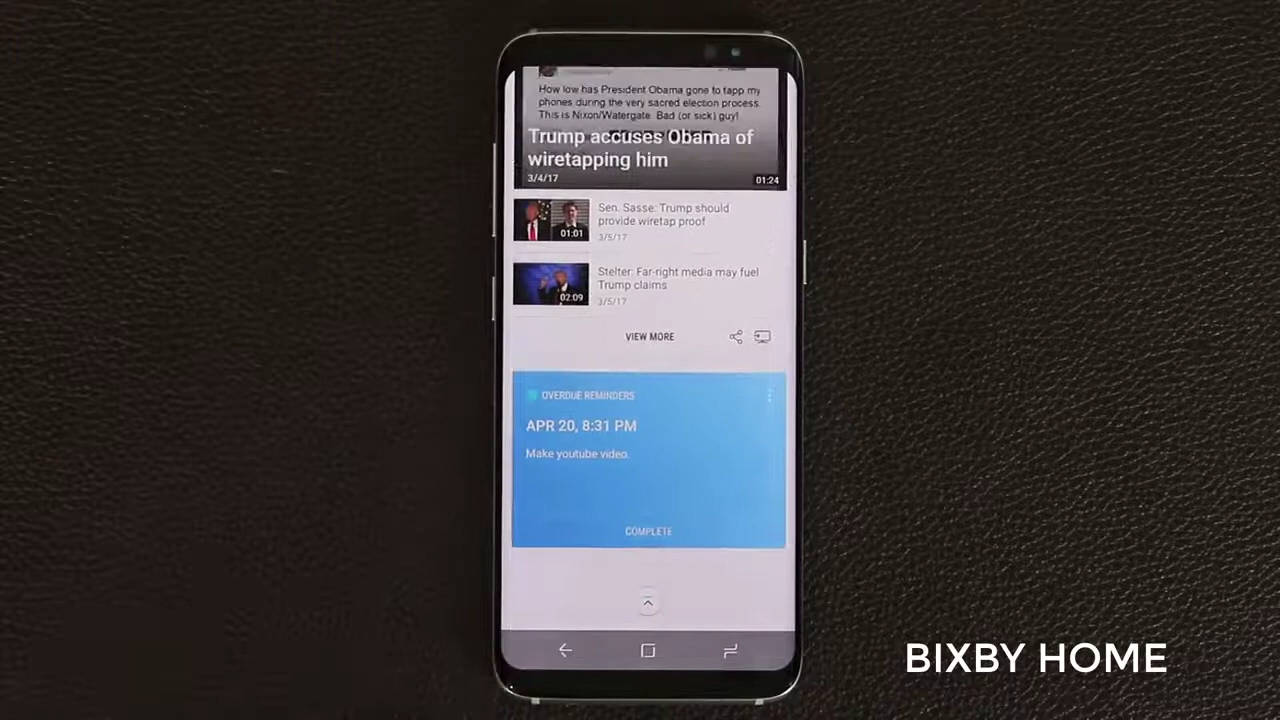 How low has President Obama gone to tapp my
phones during the very sacred election process.
This is Nixon/Watergate. Bad (or sick) guy!
Trump accuses Obama of
wiretapping him
3/4/17
01:24
Sen. Sasse: Trump should
provide wiretap proof
01:01
3/5/17
Stelter: Far-right media may fuel
Trump claims
02:09
3/5/17
VIEW MORE
OVERDUE REMINDERS
APR 20, 8:31 PM
Make youtube video.
COMPLETE
BIXBY HOME